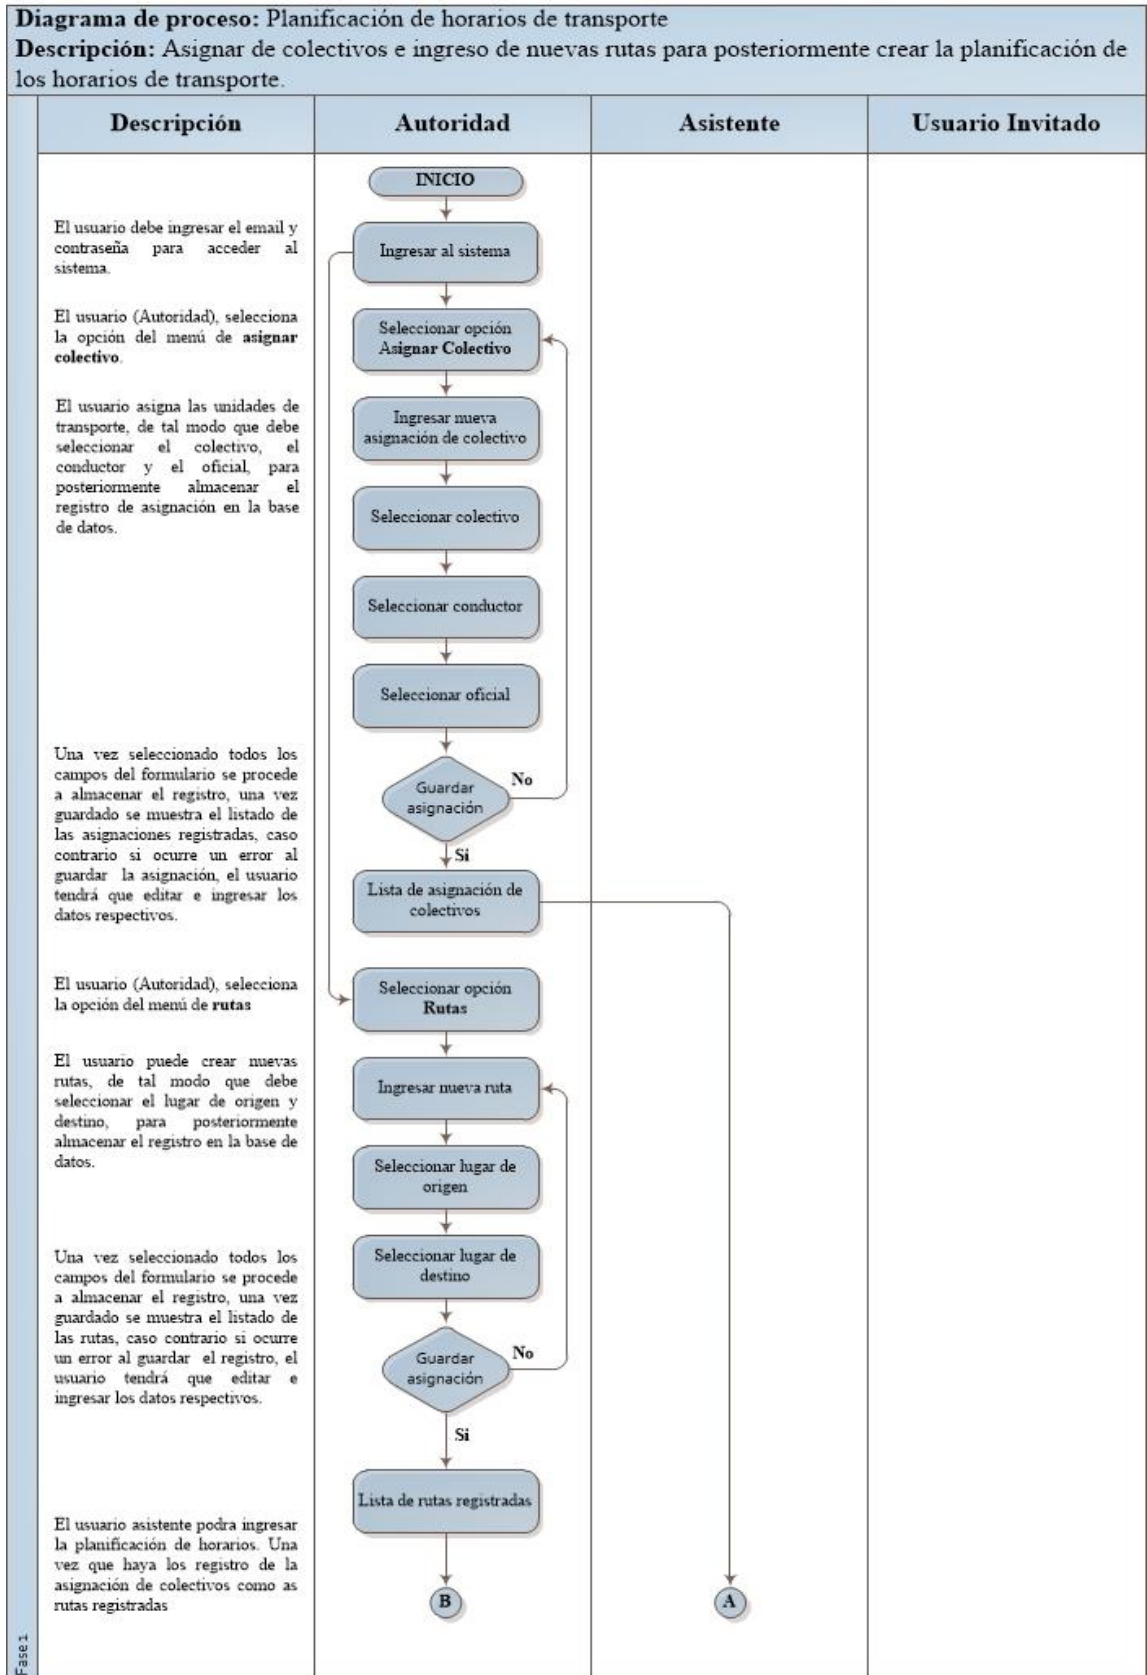 Diagrama de proceso: Planificación de horarios de transporte
Descripción: Asignar de colectivos e ingreso de nuevas rutas para posteriormente crear la planificación de
los horarios de transporte.
Descripción
Autoridad
Asistente
Usuario Invitado
INICIO
El usuario debe ingresar el email y
contraseña para acceder al
sistema.
Ingresar al sistema
El usuario (Autoridad), selecciona
la opción del menú de asignar
colectivo.
Seleccionar opción
Asignar Colectivo
El usuario asigna las unidades de
transporte, de tal modo que debe
seleccionar el colectivo, el
conductor y el oficial, para
posteriormente almacenar el
registro de asignación en la base
de datos.
Ingresar nueva
asignación de colectivo
Seleccionar colectivo
Seleccionar conductor
Seleccionar oficial
Una vez seleccionado todos los
campos del formulario se procede
a almacenar el registro, una vez
guardado se muestra el listado de
las asignaciones registradas, caso
contrario si ocurre un error al
guardar la asignación, el usuario
tendrá que editar e ingresar los
datos respectivos.
Guardar
asignación
No
Si
Lista de asignación de
colectivos
El usuario (Autoridad), selecciona
la opción del menú de rutas
Seleccionar opción
Rutas
El usuario puede crear nuevas
rutas, de tal modo que debe
seleccionar el lugar de origen y
destino, para posteriormente
almacenar el registro en la base de
datos.
Ingresar nueva ruta
Seleccionar lugar de
origen
Seleccionar lugar de
destino
Una vez seleccionado todos los
campos del formulario se procede
a almacenar el registro, una vez
guardado se muestra el listado de
las rutas, caso contrario si ocurre
un error al guardar el registro, el
usuario tendrá que editar e
ingresar los datos respectivos.
Guardar
asignación
No
Si
Lista de rutas registradas
El usuario asistente podra ingresar
la planificación de horarios. Una
vez que haya los registro de la
asignación de colectivos como as
rutas registradas
B
A
Fase 1